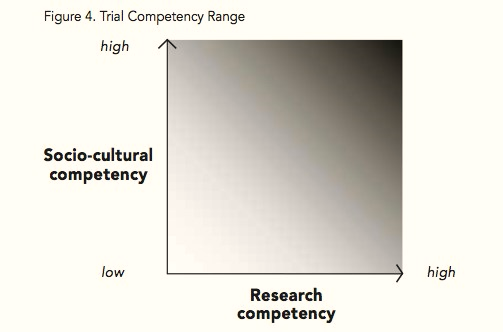 Figure 4. Trial Competency Range
high
Socio-cultural
competency
low
high
Research
competency